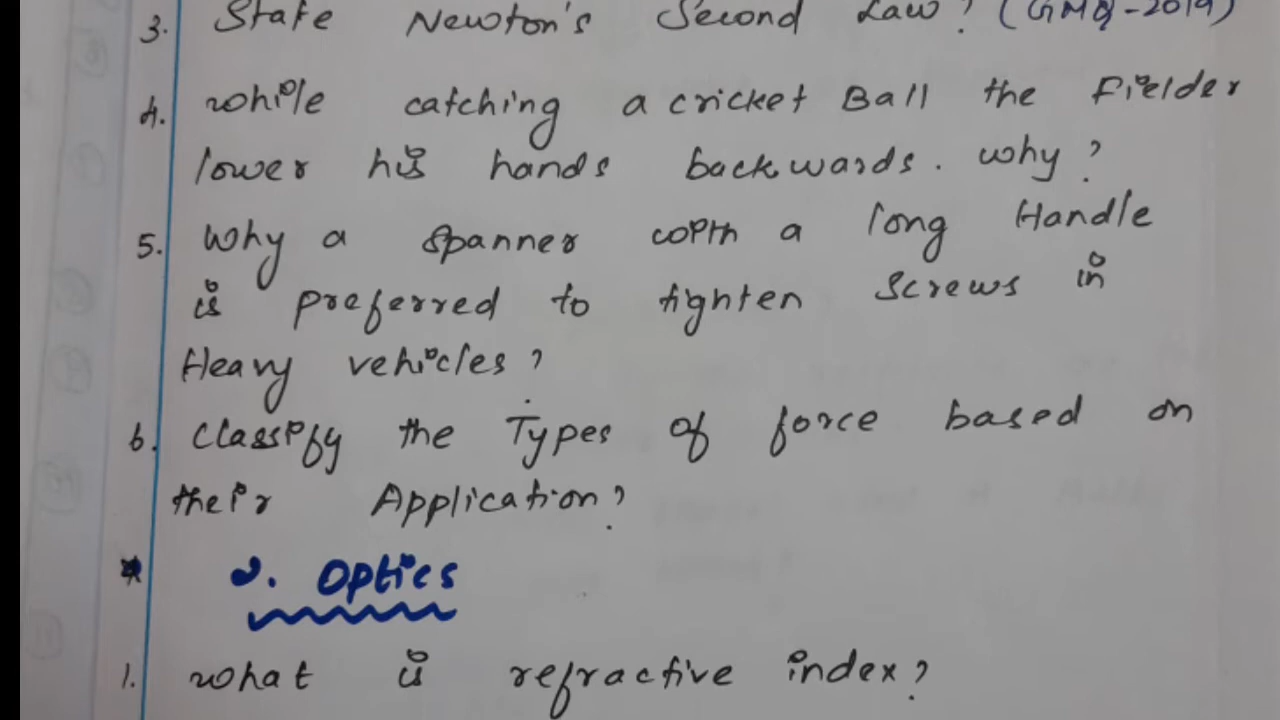 3. State Newton's Second Law? (GMQ-2019)
4. while catching a cricket Ball the Fielder
lower his hands backwards. why?
5. Why a spanner with a long Handle
is preferred to tighten Screws in
Heavy vehicles?
6. Classify the Types of force based on
their Application?
2. Optics
1. what is refractive index?